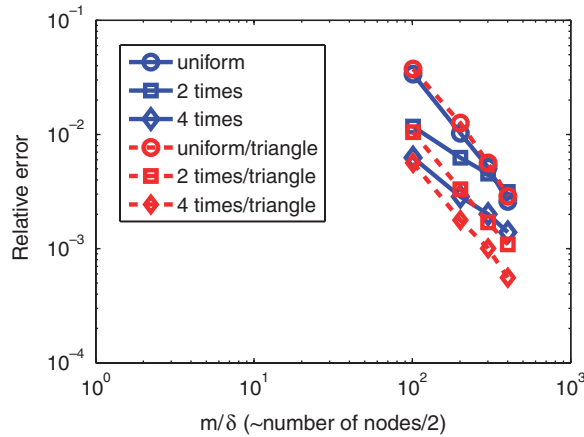 10^-1
10^-2
10^-3
10^-4
Relative error
uniform
2 times
4 times
uniform/triangle
2 times/triangle
4 times/triangle
10^0
10^1
10^2
10^3
m/δ (~number of nodes/2)